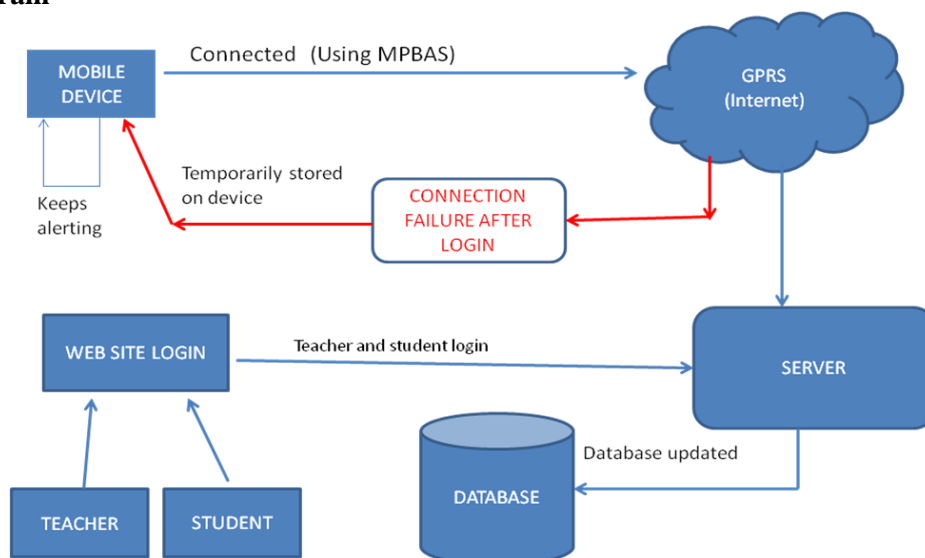 Connected (Using MPBAS)
MOBILE
DEVICE
GPRS
(Internet)
Temporarily stored
on device
CONNECTION
FAILURE AFTER
LOGIN
Keeps
alerting
WEB SITE LOGIN
Teacher and student login
SERVER
Database updated
DATABASE
TEACHER
STUDENT